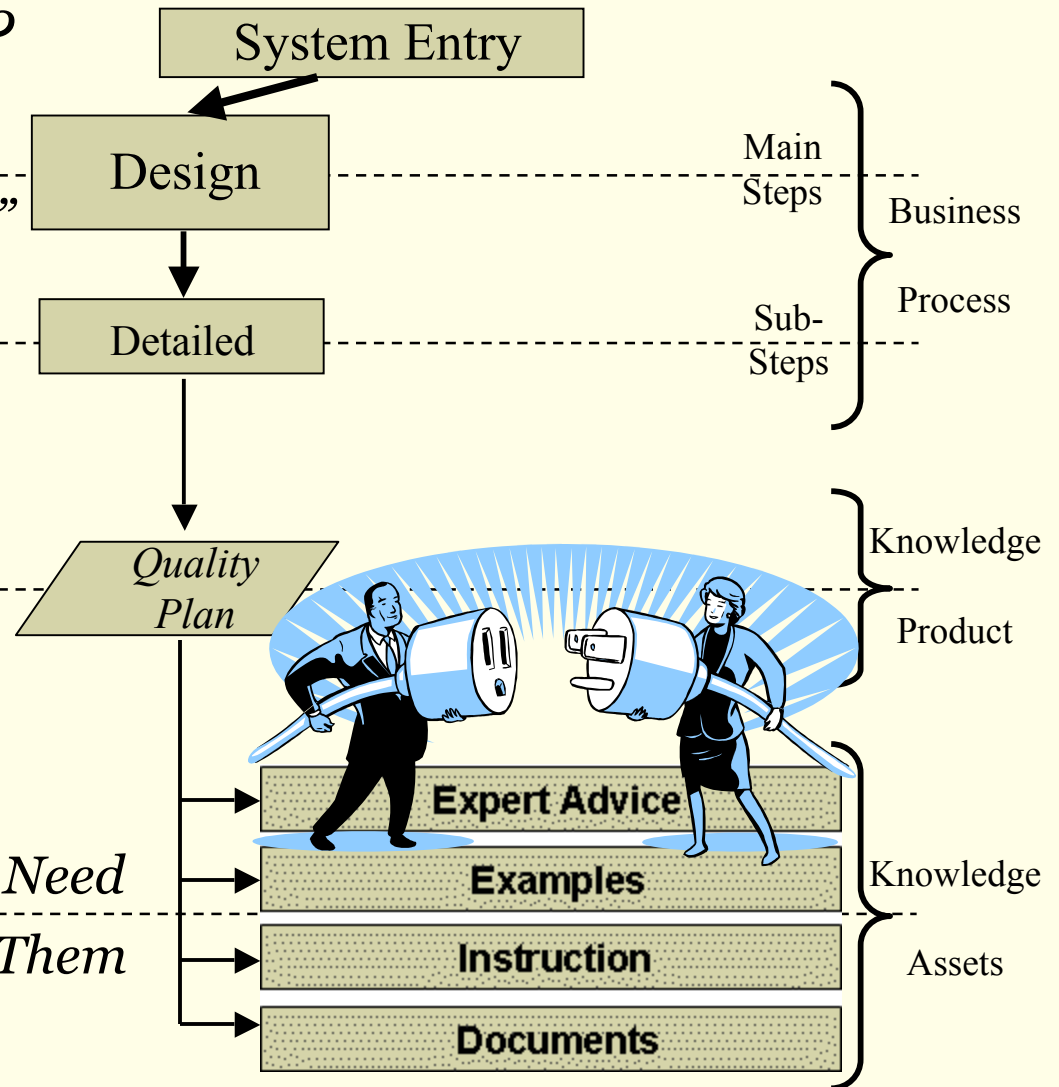 ?
System Entry
Design
”
Main
Steps
Business
Process
Detailed
Sub-
Steps
Quality
Plan
Knowledge
Product
Expert Advice
Need
Examples
Knowledge
Them
Instruction
Assets
Documents